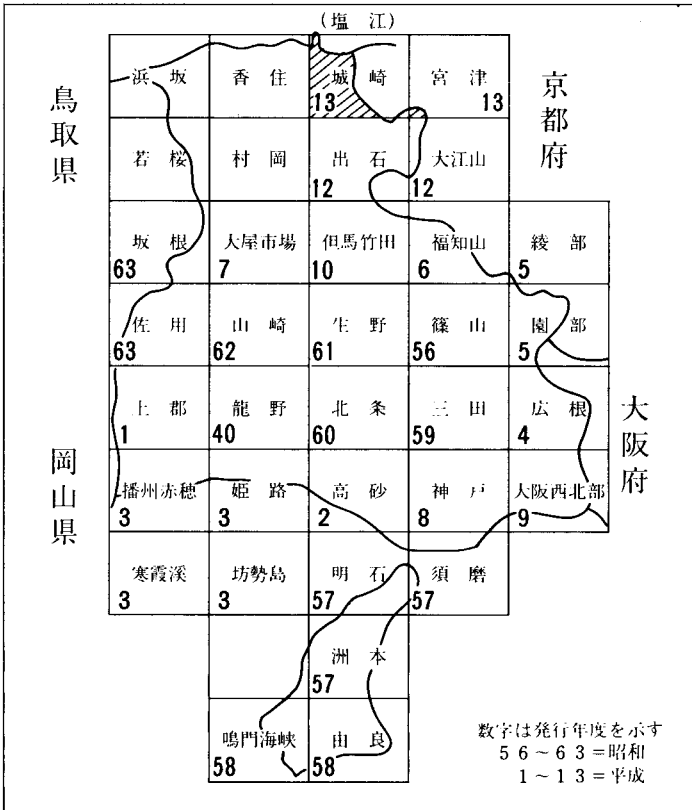 (塩 江)
浜 坂 香 住 城 崎 宮 津
13 13
鳥取県
京都府
若 桜 村 岡 出 石 大江山
12 12
坂 根 大屋市場 但馬竹田 福知山 綾 部
63 7 10 6 5
佐 用 山 崎 生 野 篠 山 園 部
63 62 61 56 5
上 郡 龍 野 北 条 三 田 広 根
1 40 60 59 4
大阪府
岡山県
播州赤穂 姫 路 高 砂 神 戸 大阪西北部
3 3 2 8 9
寒霞渓 坊勢島 明 石 須 磨
3 3 57 57
洲 本
57
鳴門海峡 由 良
58 58
数字は発行年度を示す
56~63=昭和
1~13=平成